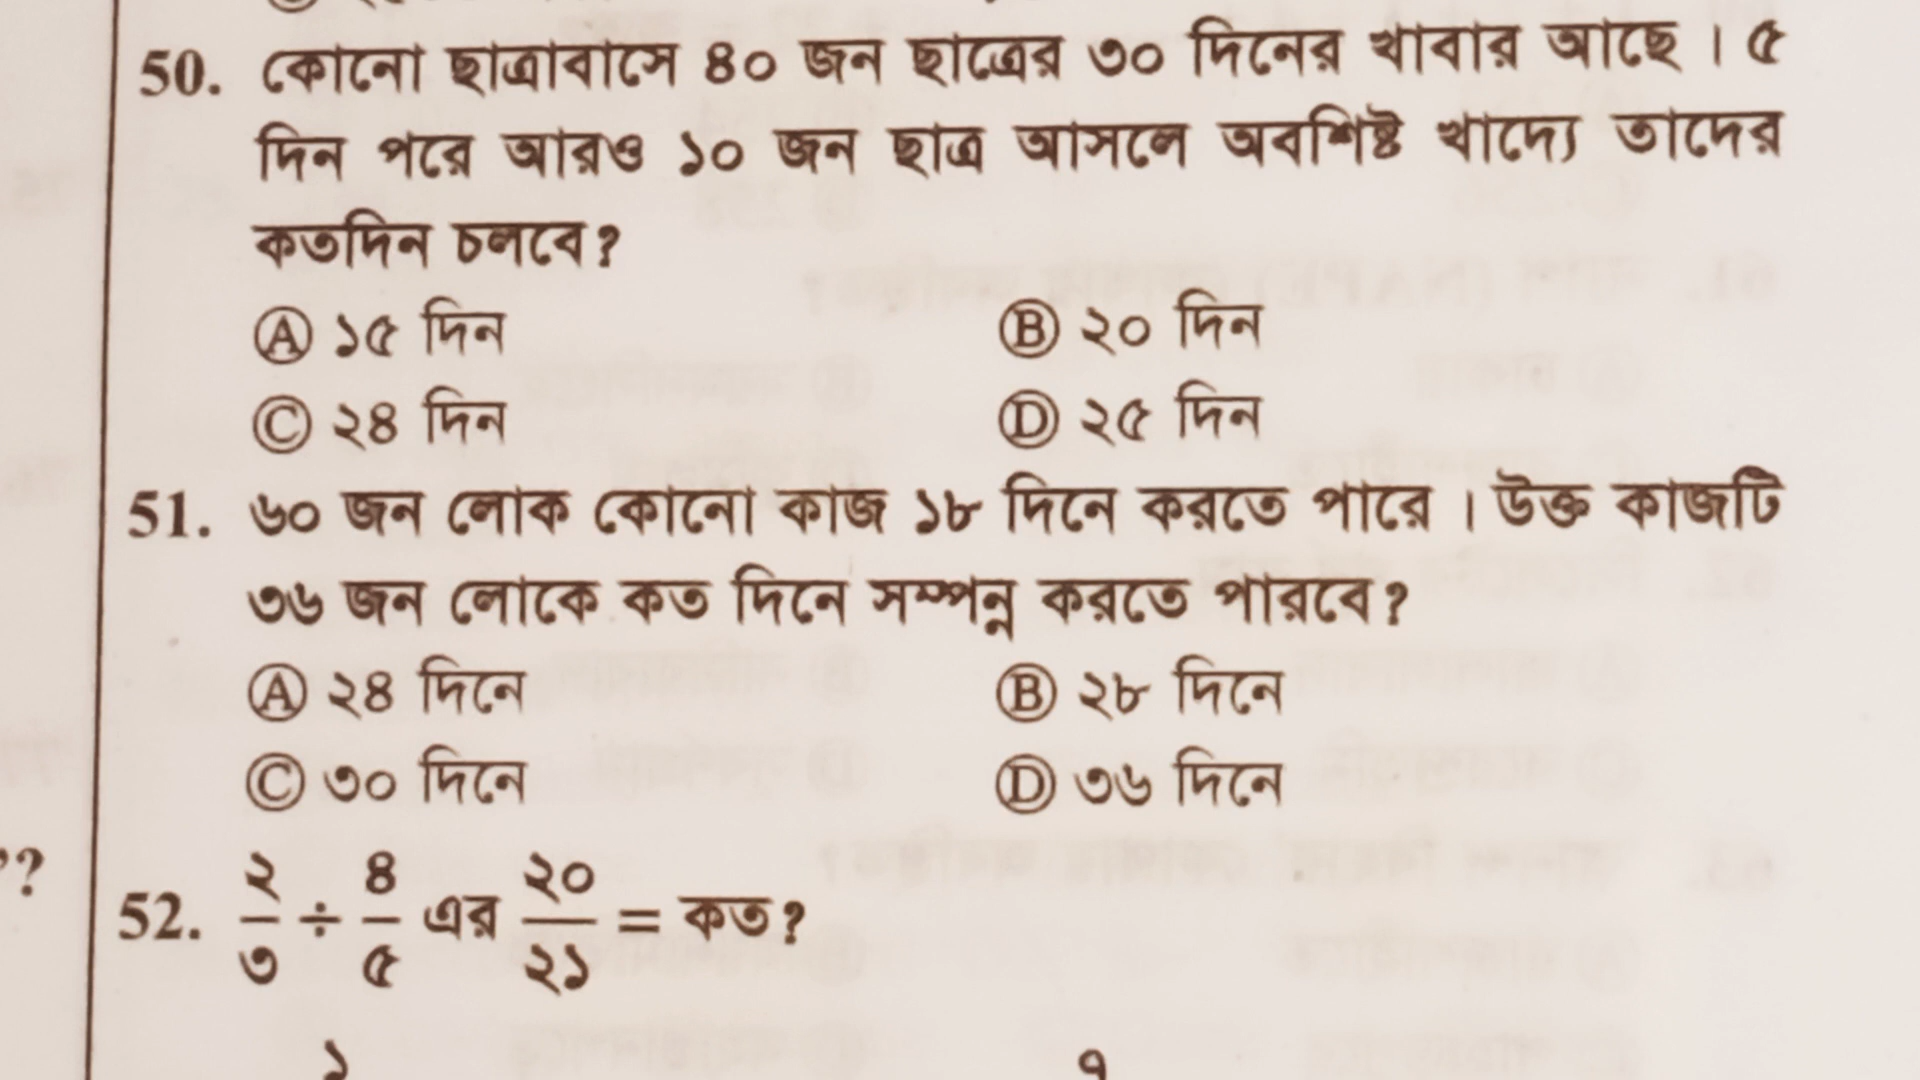 50. কোনো ছাত্রাবাসে ৪০ জন ছাত্রের ৩০ দিনের খাবার আছে। ৫
দিন পরে আরও ১০ জন ছাত্র আসলে অবশিষ্ট খাদ্যে তাদের
কতদিন চলবে?
Ⓐ ১৫ দিন Ⓑ ২০ দিন
Ⓒ ২৪ দিন Ⓓ ২৫ দিন
51. ৬০ জন লোক কোনো কাজ ১৮ দিনে করতে পারে। উক্ত কাজটি
৩৬ জন লোকে কত দিনে সম্পন্ন করতে পারবে?
Ⓐ ২৪ দিনে Ⓑ ২৮ দিনে
Ⓒ ৩০ দিনে Ⓓ ৩৬ দিনে
52. ২/৩ ÷ ৪/৫ এর ২০/২১ = কত?